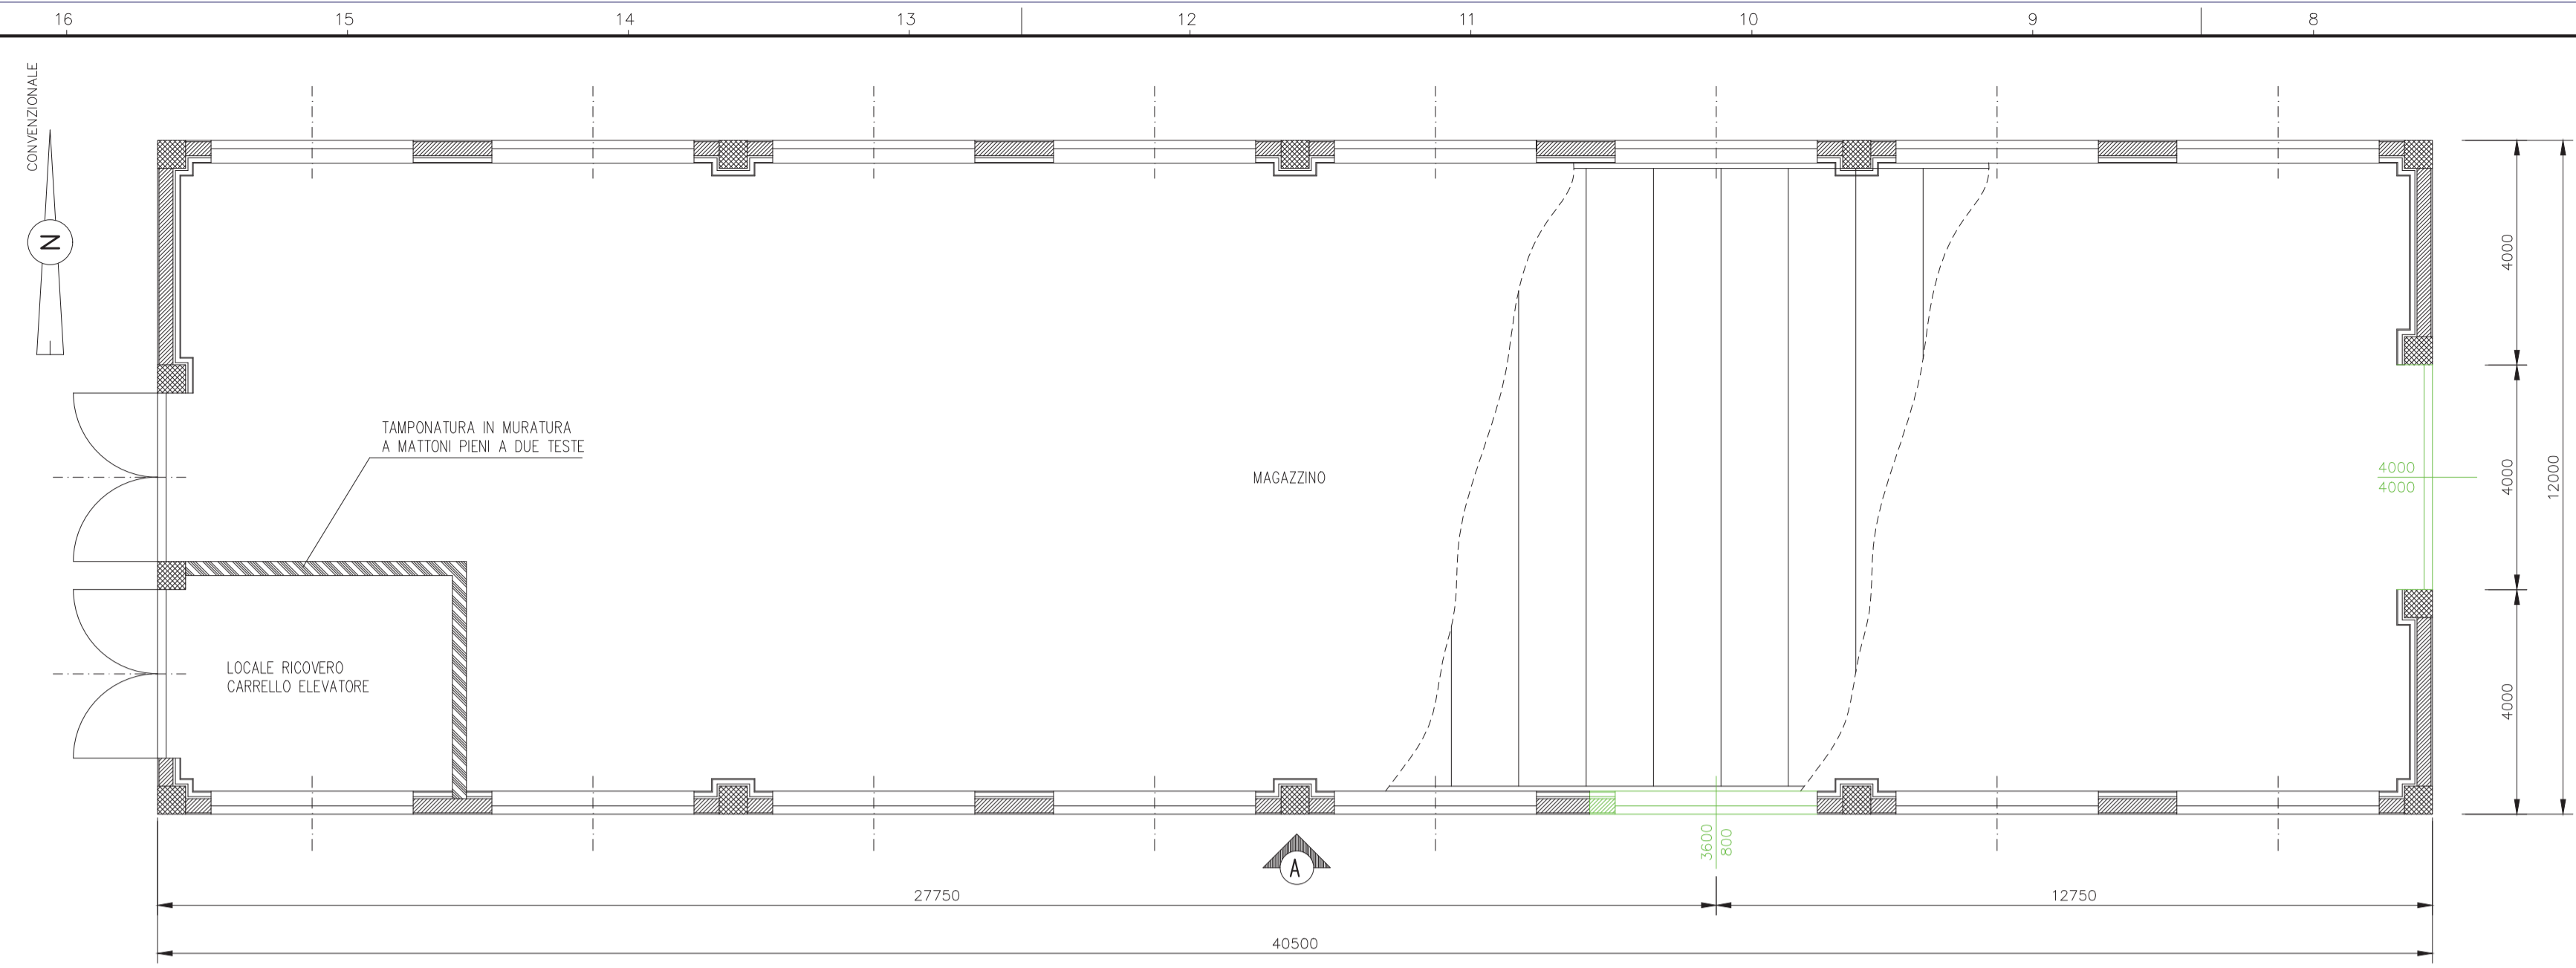 16 15 14 13 12 11 10 9 8
CONVENZIONALE
N
TAMPONATURA IN MURATURA
A MATTONI PIENI A DUE TESTE
MAGAZZINO
LOCALE RICOVERO
CARRELLO ELEVATORE
4000
4000
4000
4000
4000
12000
3600
800
A
27750
12750
40500